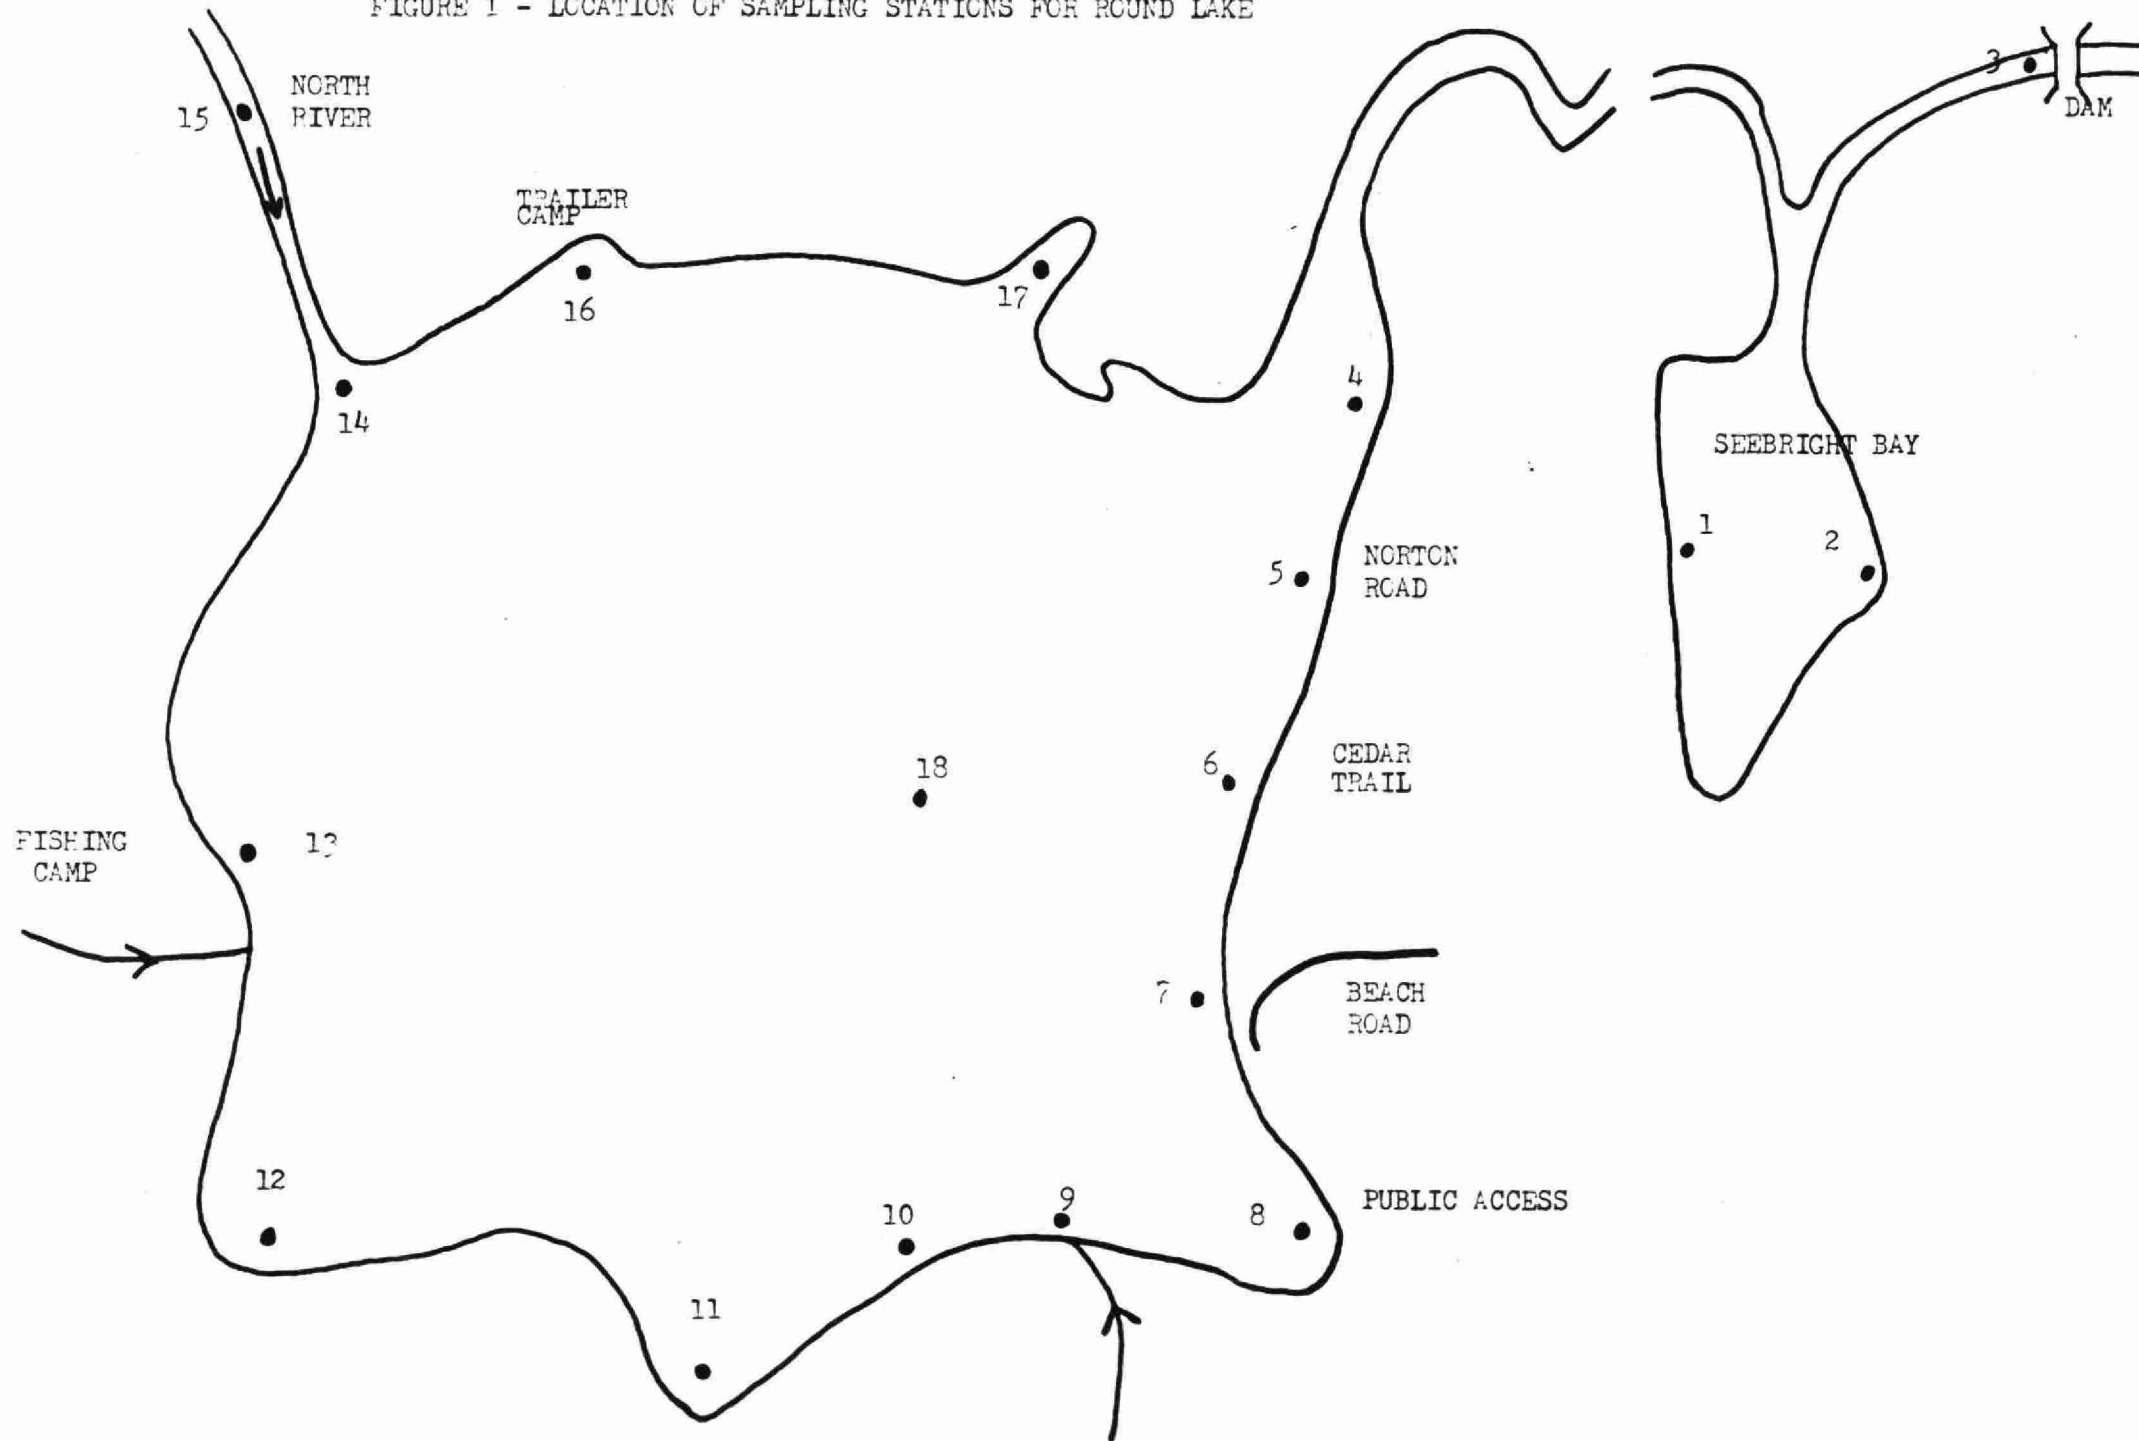 FIGURE 1 - LOCATION OF SAMPLING STATIONS FOR ROUND LAKE
3
DAM
NORTH
RIVER
15
TRAILER
CAMP
16
17
14
4
SEEBRIGHT BAY
1
2
5
NORTON
ROAD
6
CEDAR
TRAIL
18
13
FISHING
CAMP
7
BEACH
ROAD
12
10
9
8
PUBLIC ACCESS
11